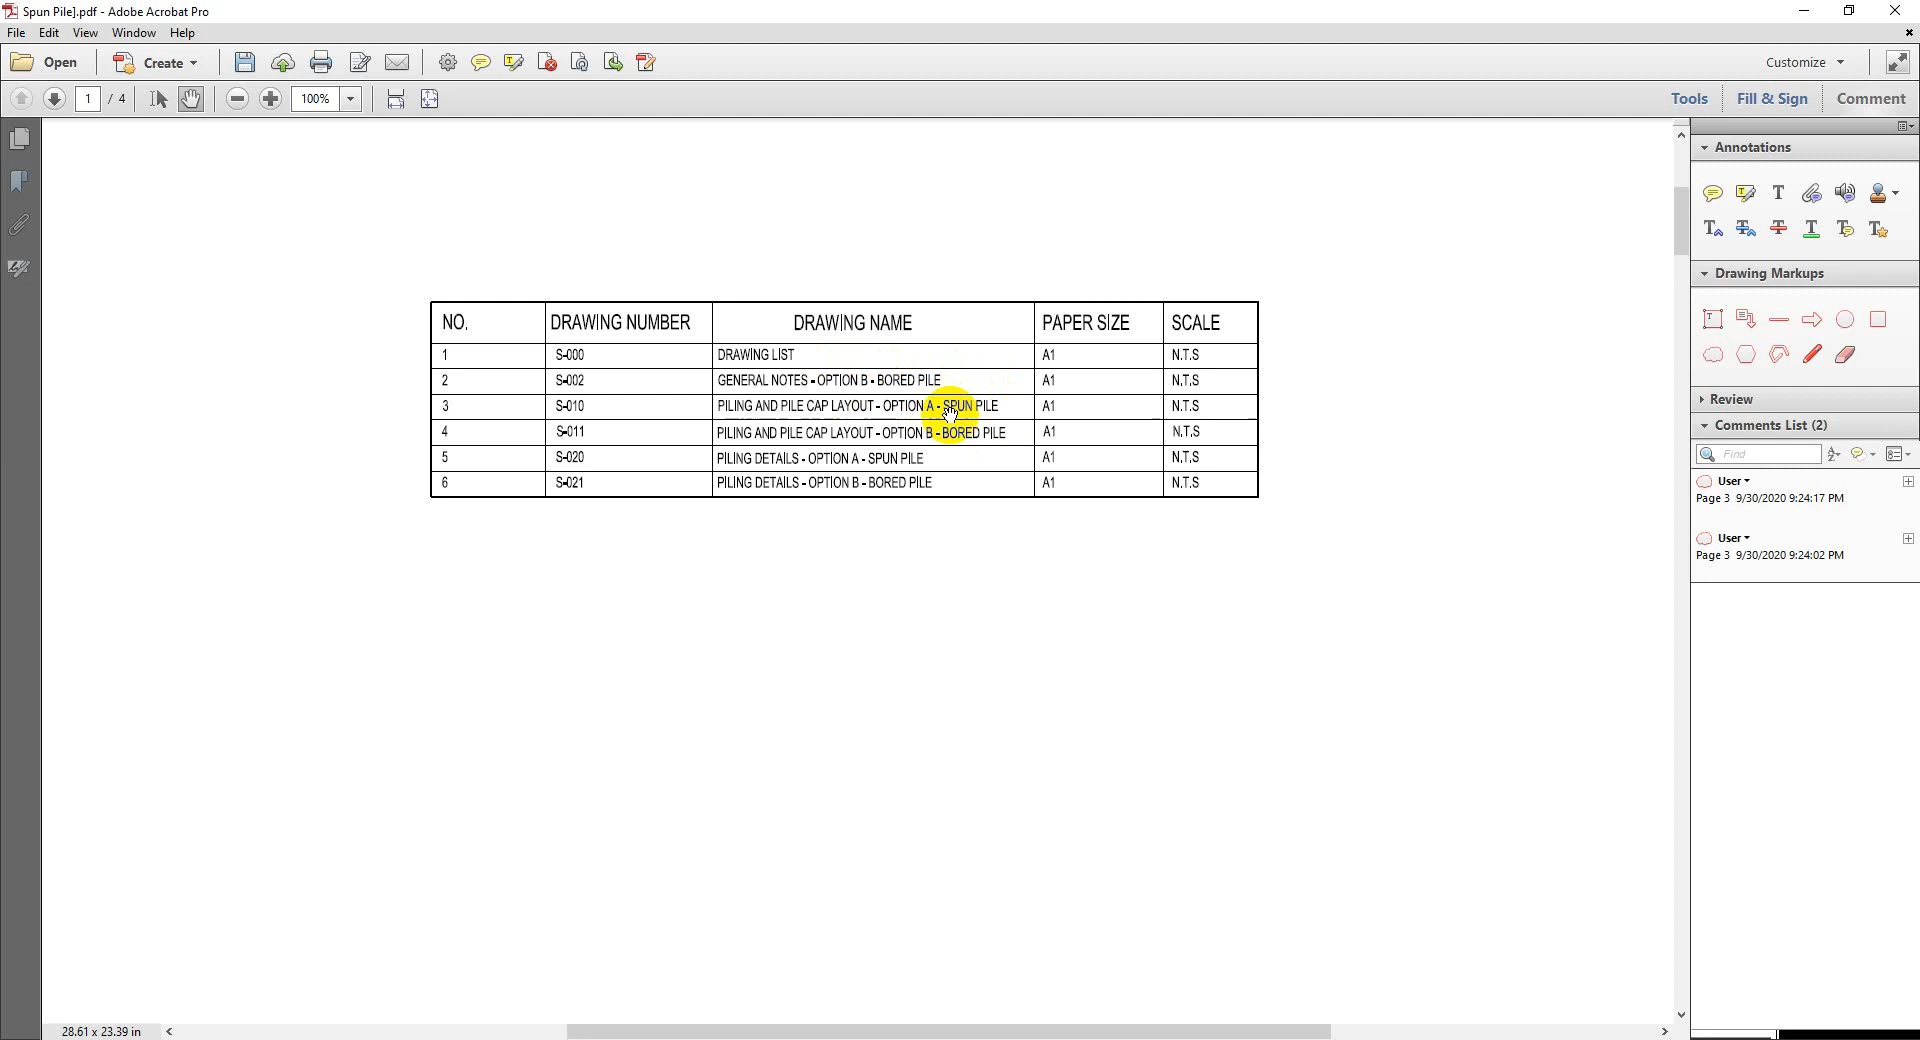 Spun Pile].pdf - Adobe Acrobat Pro
File Edit View Window Help
Open Create Customize
1 / 4 100% Tools Fill & Sign Comment
Annotations
Drawing Markups
Review
Comments List (2)
Find
User
Page 3 9/30/2020 9:24:17 PM
User
Page 3 9/30/2020 9:24:02 PM
NO. DRAWING NUMBER DRAWING NAME PAPER SIZE SCALE
1 S-000 DRAWING LIST A1 N.T.S
2 S-002 GENERAL NOTES - OPTION B - BORED PILE A1 N.T.S
3 S-010 PILING AND PILE CAP LAYOUT - OPTION A - SPUN PILE A1 N.T.S
4 S-011 PILING AND PILE CAP LAYOUT - OPTION B - BORED PILE A1 N.T.S
5 S-020 PILING DETAILS - OPTION A - SPUN PILE A1 N.T.S
6 S-021 PILING DETAILS - OPTION B - BORED PILE A1 N.T.S
28.61 x 23.39 in